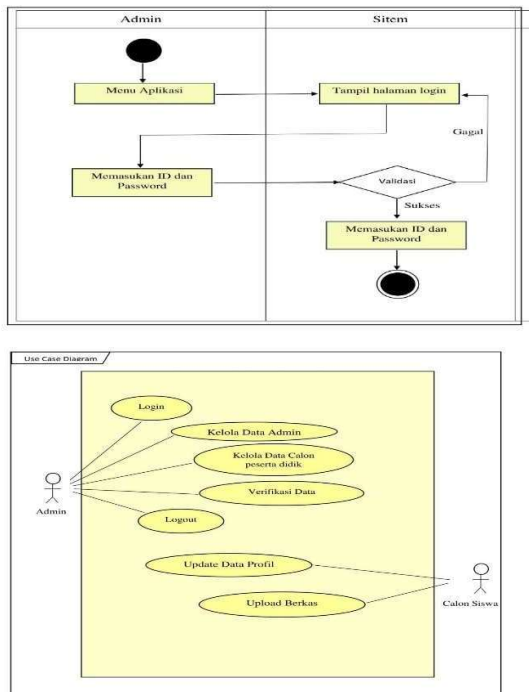 Admin
Sitem
Menu Aplikasi
Tampil halaman login
Gagal
Memasukan ID dan
Password
Validasi
Sukses
Memasukan ID dan
Password
Use Case Diagram
Login
Kelola Data Admin
Kelola Data Calon
peserta didik
Verifikasi Data
Admin
Logout
Update Data Profil
Upload Berkas
Calon Siswa